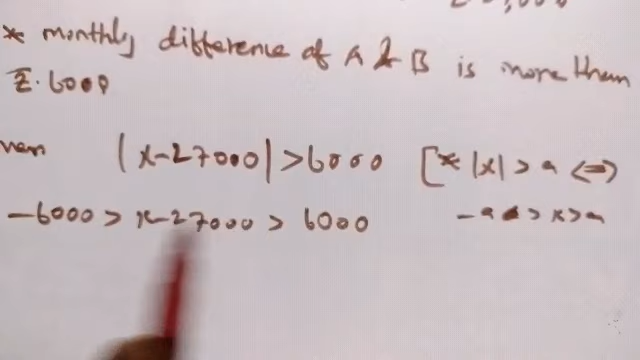 * monthly difference of A & B is more than
₹. 6000
|x-27000| > 6000 [* |x| > a <=>
-6000 > x-27000 > 6000 -a > x > a